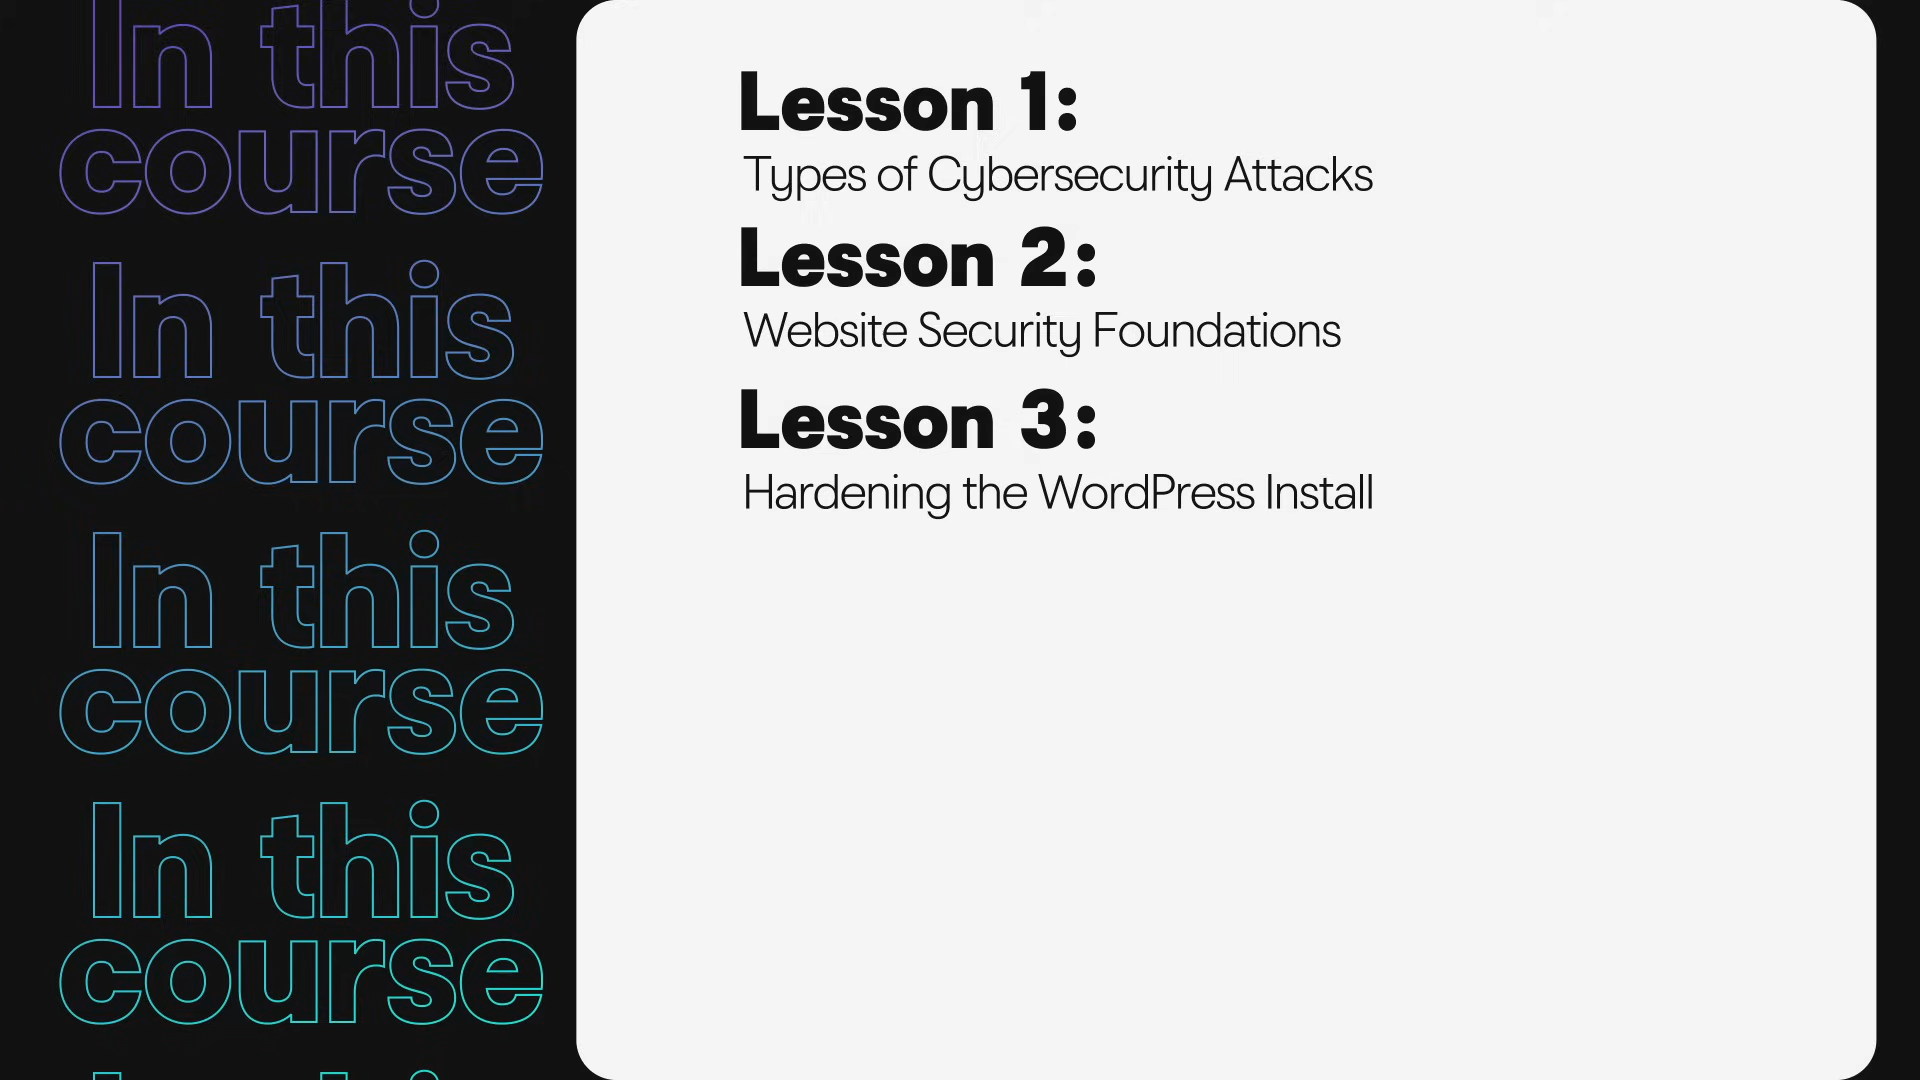 In this
course
In this
course
In this
course
In this
course
Lesson 1:
Types of Cybersecurity Attacks
Lesson 2:
Website Security Foundations
Lesson 3:
Hardening the WordPress Install